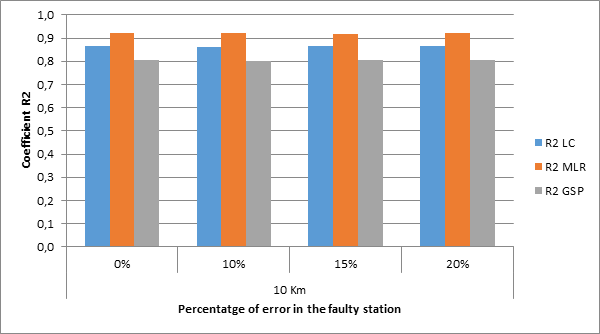 1,0
0,9
0,8
0,7
0,6
0,5
0,4
0,3
0,2
0,1
0,0
Coefficient R2
0% 10% 15% 20%
10 Km
Percentatge of error in the faulty station
R2 LC
R2 MLR
R2 GSP